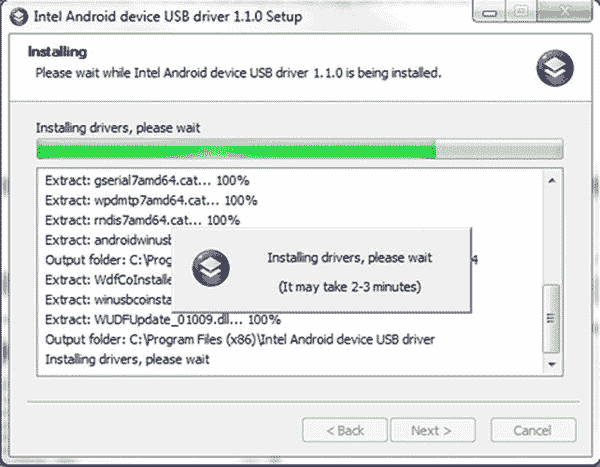 Intel Android device USB driver 1.1.0 Setup
Installing
Please wait while Intel Android device USB driver 1.1.0 is being installed.
Installing drivers, please wait
Extract: gserial7amd64.cat... 100%
Extract: wpdmtp7amd64.cat... 100%
Extract: rndis7amd64.cat... 100%
Extract: androidwinusb
Output folder: C:\Prog
4
Extract: WdfCoInstalle
Extract: winusbcoinsta
Extract: WUDFUpdate_01009.dll... 100%
Output folder: C:\Program Files (x86)\Intel Android device USB driver
Installing drivers, please wait
Installing drivers, please wait
(It may take 2-3 minutes)
< Back
Next >
Cancel